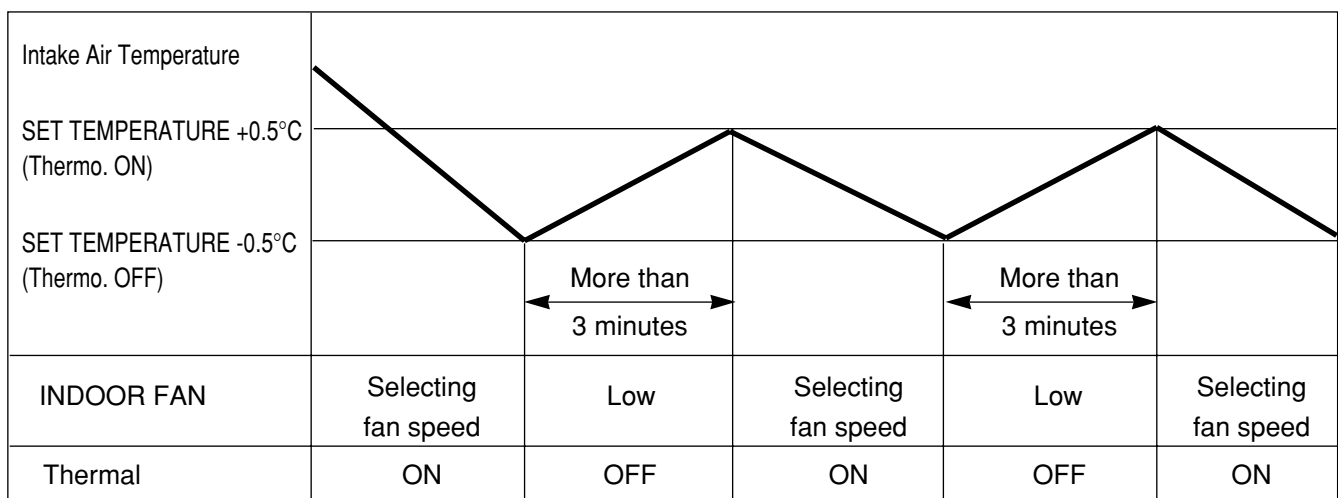 Intake Air Temperature
SET TEMPERATURE +0.5°C
(Thermo. ON)
SET TEMPERATURE -0.5°C
(Thermo. OFF)
More than
3 minutes
More than
3 minutes
INDOOR FAN
Selecting
fan speed
Low
Selecting
fan speed
Low
Selecting
fan speed
Thermal ON OFF ON OFF ON